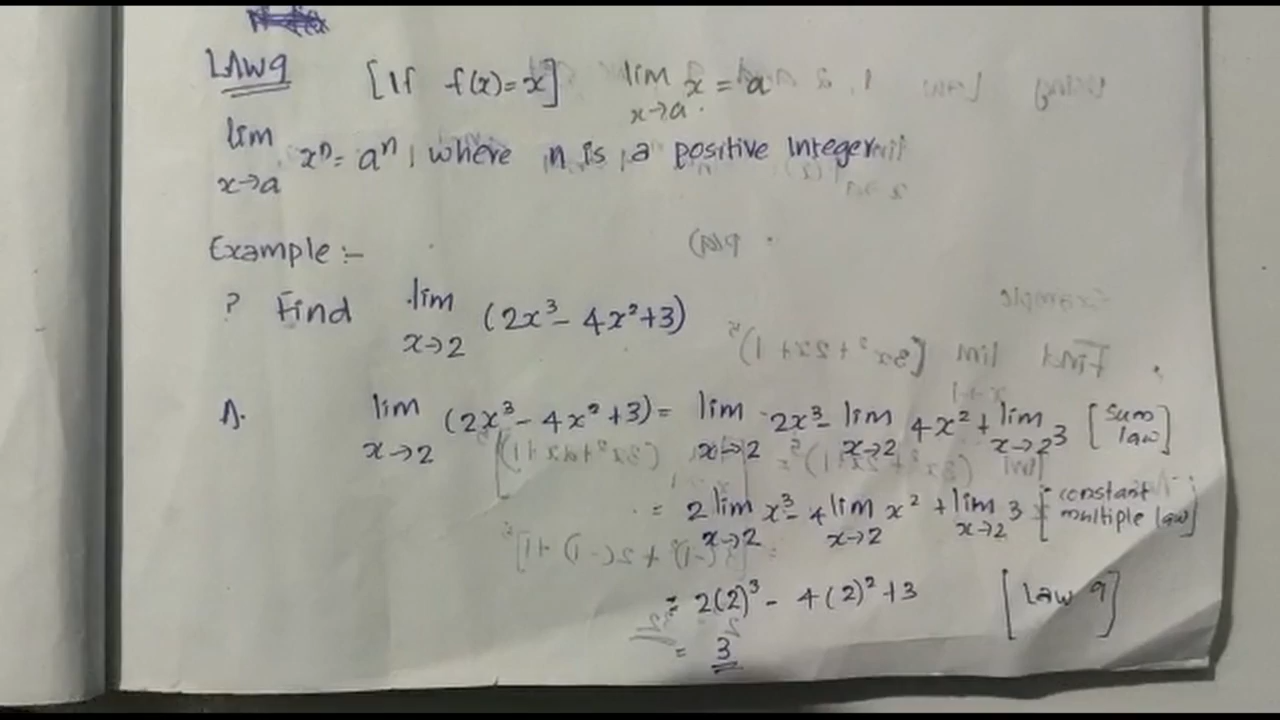 LAW 9 [If f(x)=x] lim x→a x = a
lim x→a xⁿ = aⁿ, where n is a positive integer
Example :-
? Find lim x→2 (2x³ - 4x² + 3)
A. lim x→2 (2x³ - 4x² + 3) = lim x→2 2x³ - lim x→2 4x² + lim x→2 3 [sum law]
= 2 lim x→2 x³ - 4 lim x→2 x² + lim x→2 3 [constant multiple law]
= 2(2)³ - 4(2)² + 3 [Law 9]
= 3